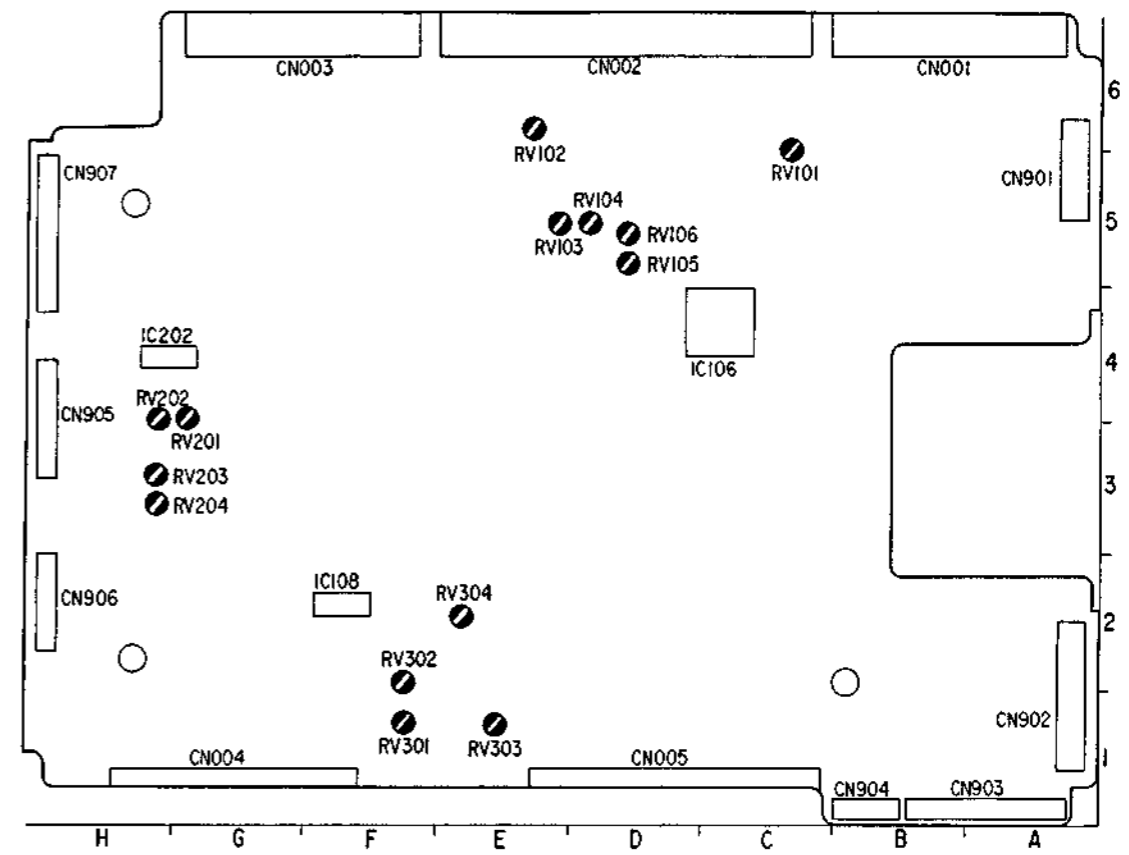 CN003
CN002
CN001
6
RV102
RV101
CN907
CN901
RV104
5
RV103
RV106
RV105
IC202
4
IC106
RV202
CN905
RV201
RV203
3
RV204
IC108
CN906
RV304
2
RV302
CN902
RV301
RV303
CN004
CN005
1
CN904
CN903
H G F E D C B A